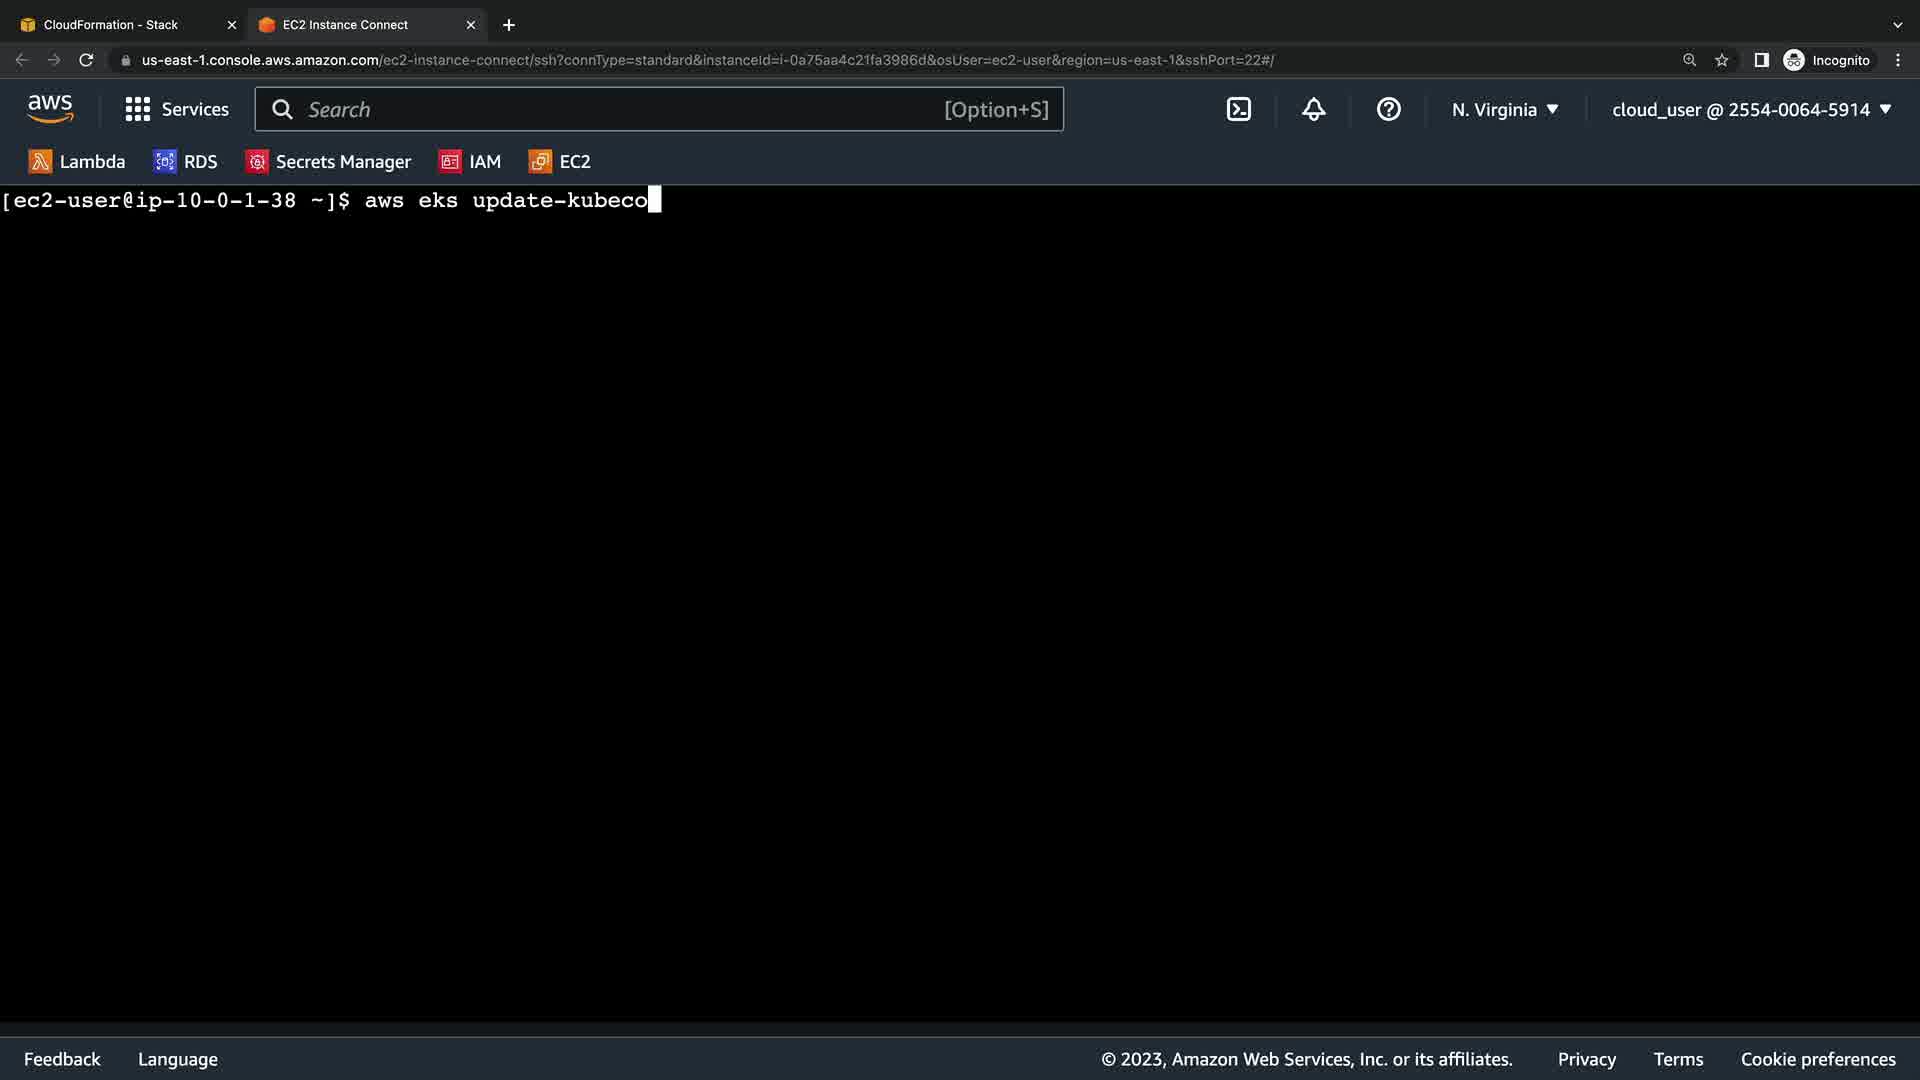 CloudFormation - Stack
EC2 Instance Connect
us-east-1.console.aws.amazon.com/ec2-instance-connect/ssh?connType=standard&instanceId=i-0a75aa4c21fa3986d&osUser=ec2-user&region=us-east-1&sshPort=22#/
Incognito
aws
Services
Search
[Option+S]
N. Virginia
cloud_user @ 2554-0064-5914
Lambda
RDS
Secrets Manager
IAM
EC2
[ec2-user@ip-10-0-1-38 ~]$ aws eks update-kubeco
Feedback
Language
© 2023, Amazon Web Services, Inc. or its affiliates.
Privacy
Terms
Cookie preferences